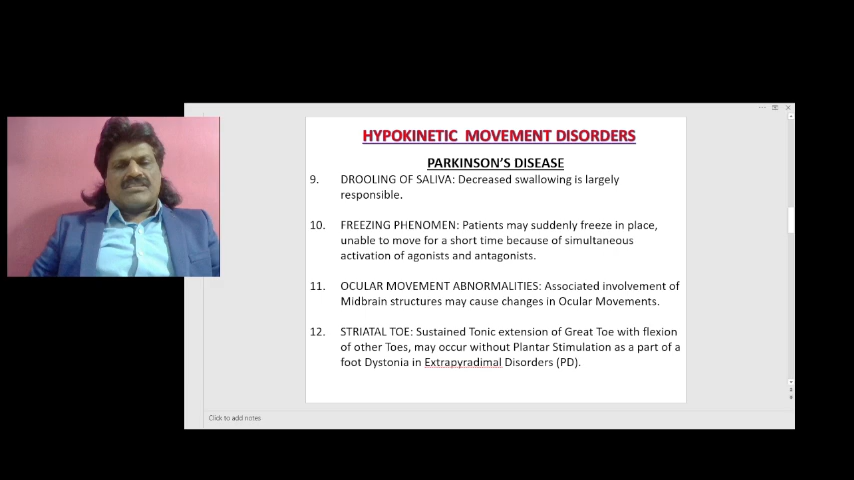 HYPOKINETIC MOVEMENT DISORDERS
PARKINSON'S DISEASE
9. DROOLING OF SALIVA: Decreased swallowing is largely
responsible.
10. FREEZING PHENOMEN: Patients may suddenly freeze in place,
unable to move for a short time because of simultaneous
activation of agonists and antagonists.
11. OCULAR MOVEMENT ABNORMALITIES: Associated involvement of
Midbrain structures may cause changes in Ocular Movements.
12. STRIATAL TOE: Sustained Tonic extension of Great Toe with flexion
of other Toes, may occur without Plantar Stimulation as a part of a
foot Dystonia in Extrapyradimal Disorders (PD).
Click to add notes